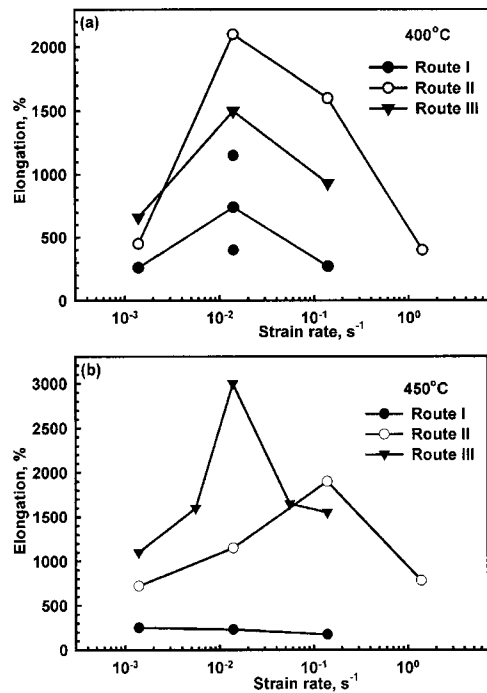 (a)
400°C
Route I
Route II
Route III
Elongation, %
2000
1500
1000
500
0
10⁻³
10⁻²
10⁻¹
10⁰
Strain rate, s⁻¹
(b)
450°C
Route I
Route II
Route III
Elongation, %
3000
2500
2000
1500
1000
500
0
10⁻³
10⁻²
10⁻¹
10⁰
Strain rate, s⁻¹